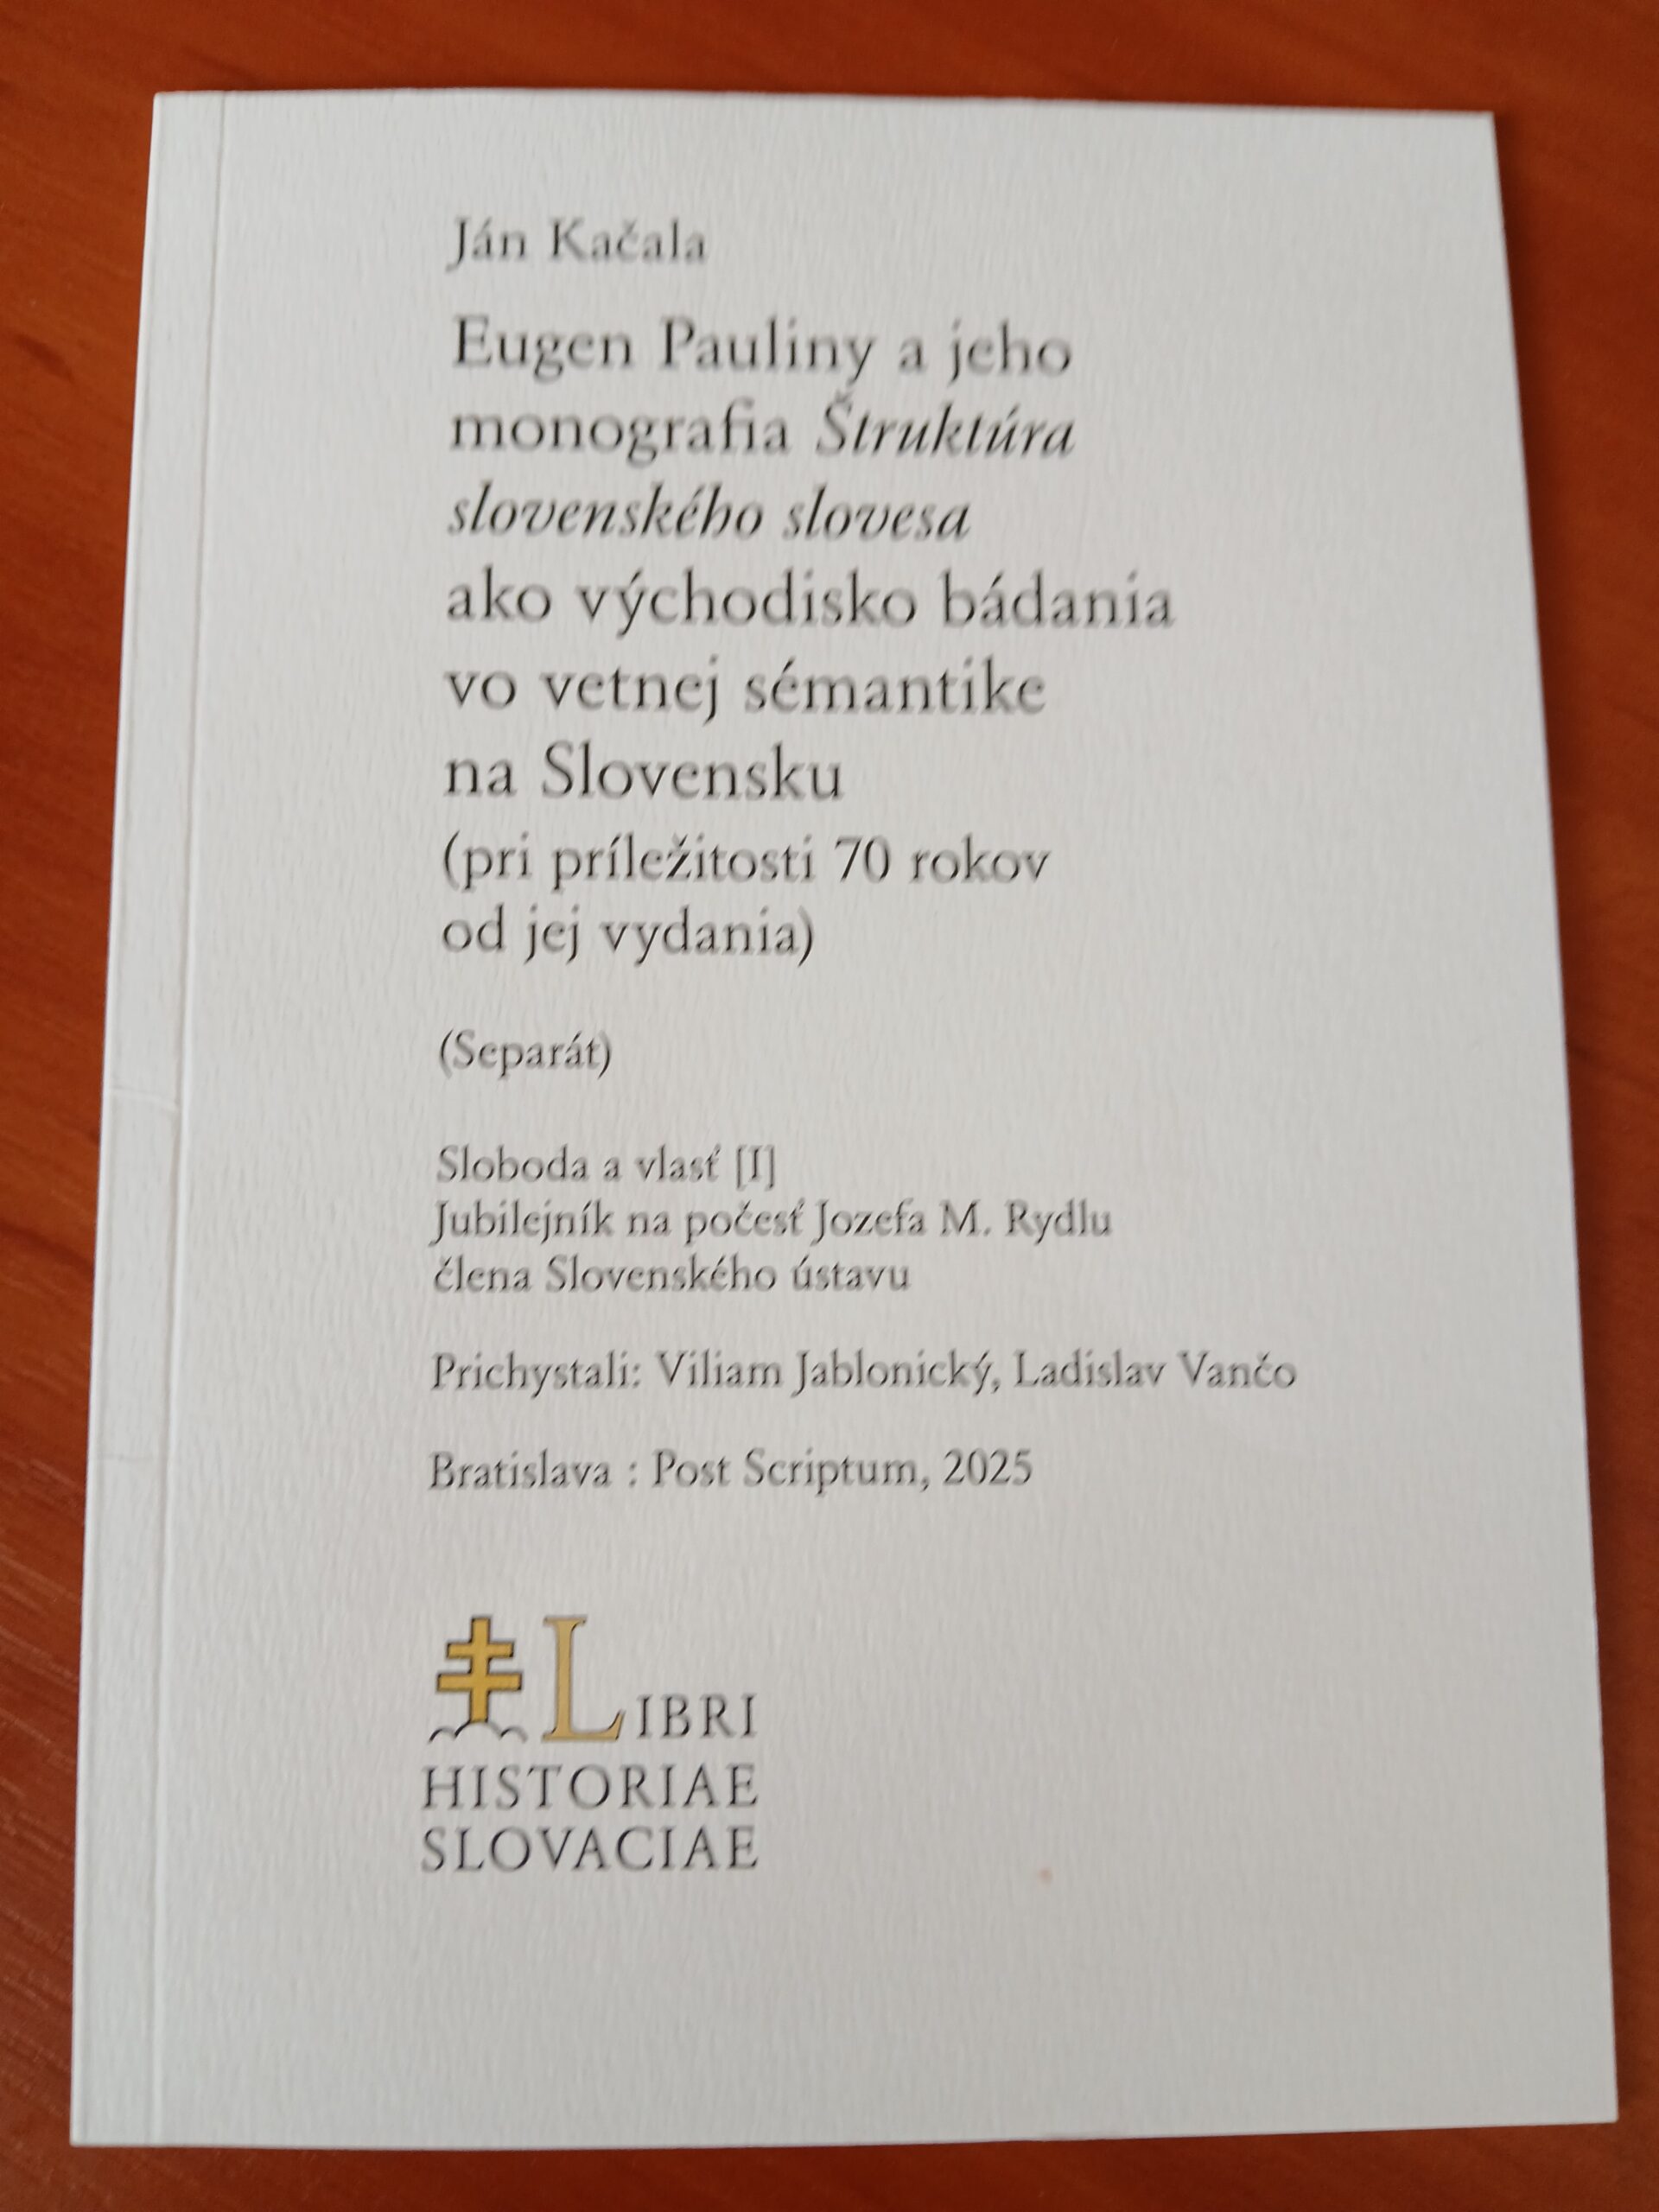 Ján Kačala
Eugen Pauliny a jeho
monografia Štruktúra
slovenského slovesa
ako východisko bádania
vo vetnej sémantike
na Slovensku
(pri príležitosti 70 rokov
od jej vydania)
(Separát)
Sloboda a vlasť [I]
Jubilejník na počesť Jozefa M. Rydlu
člena Slovenského ústavu
Prichystali: Viliam Jablonický, Ladislav Vančo
Bratislava : Post Scriptum, 2025
LIBRI
HISTORIAE
SLOVACIAE